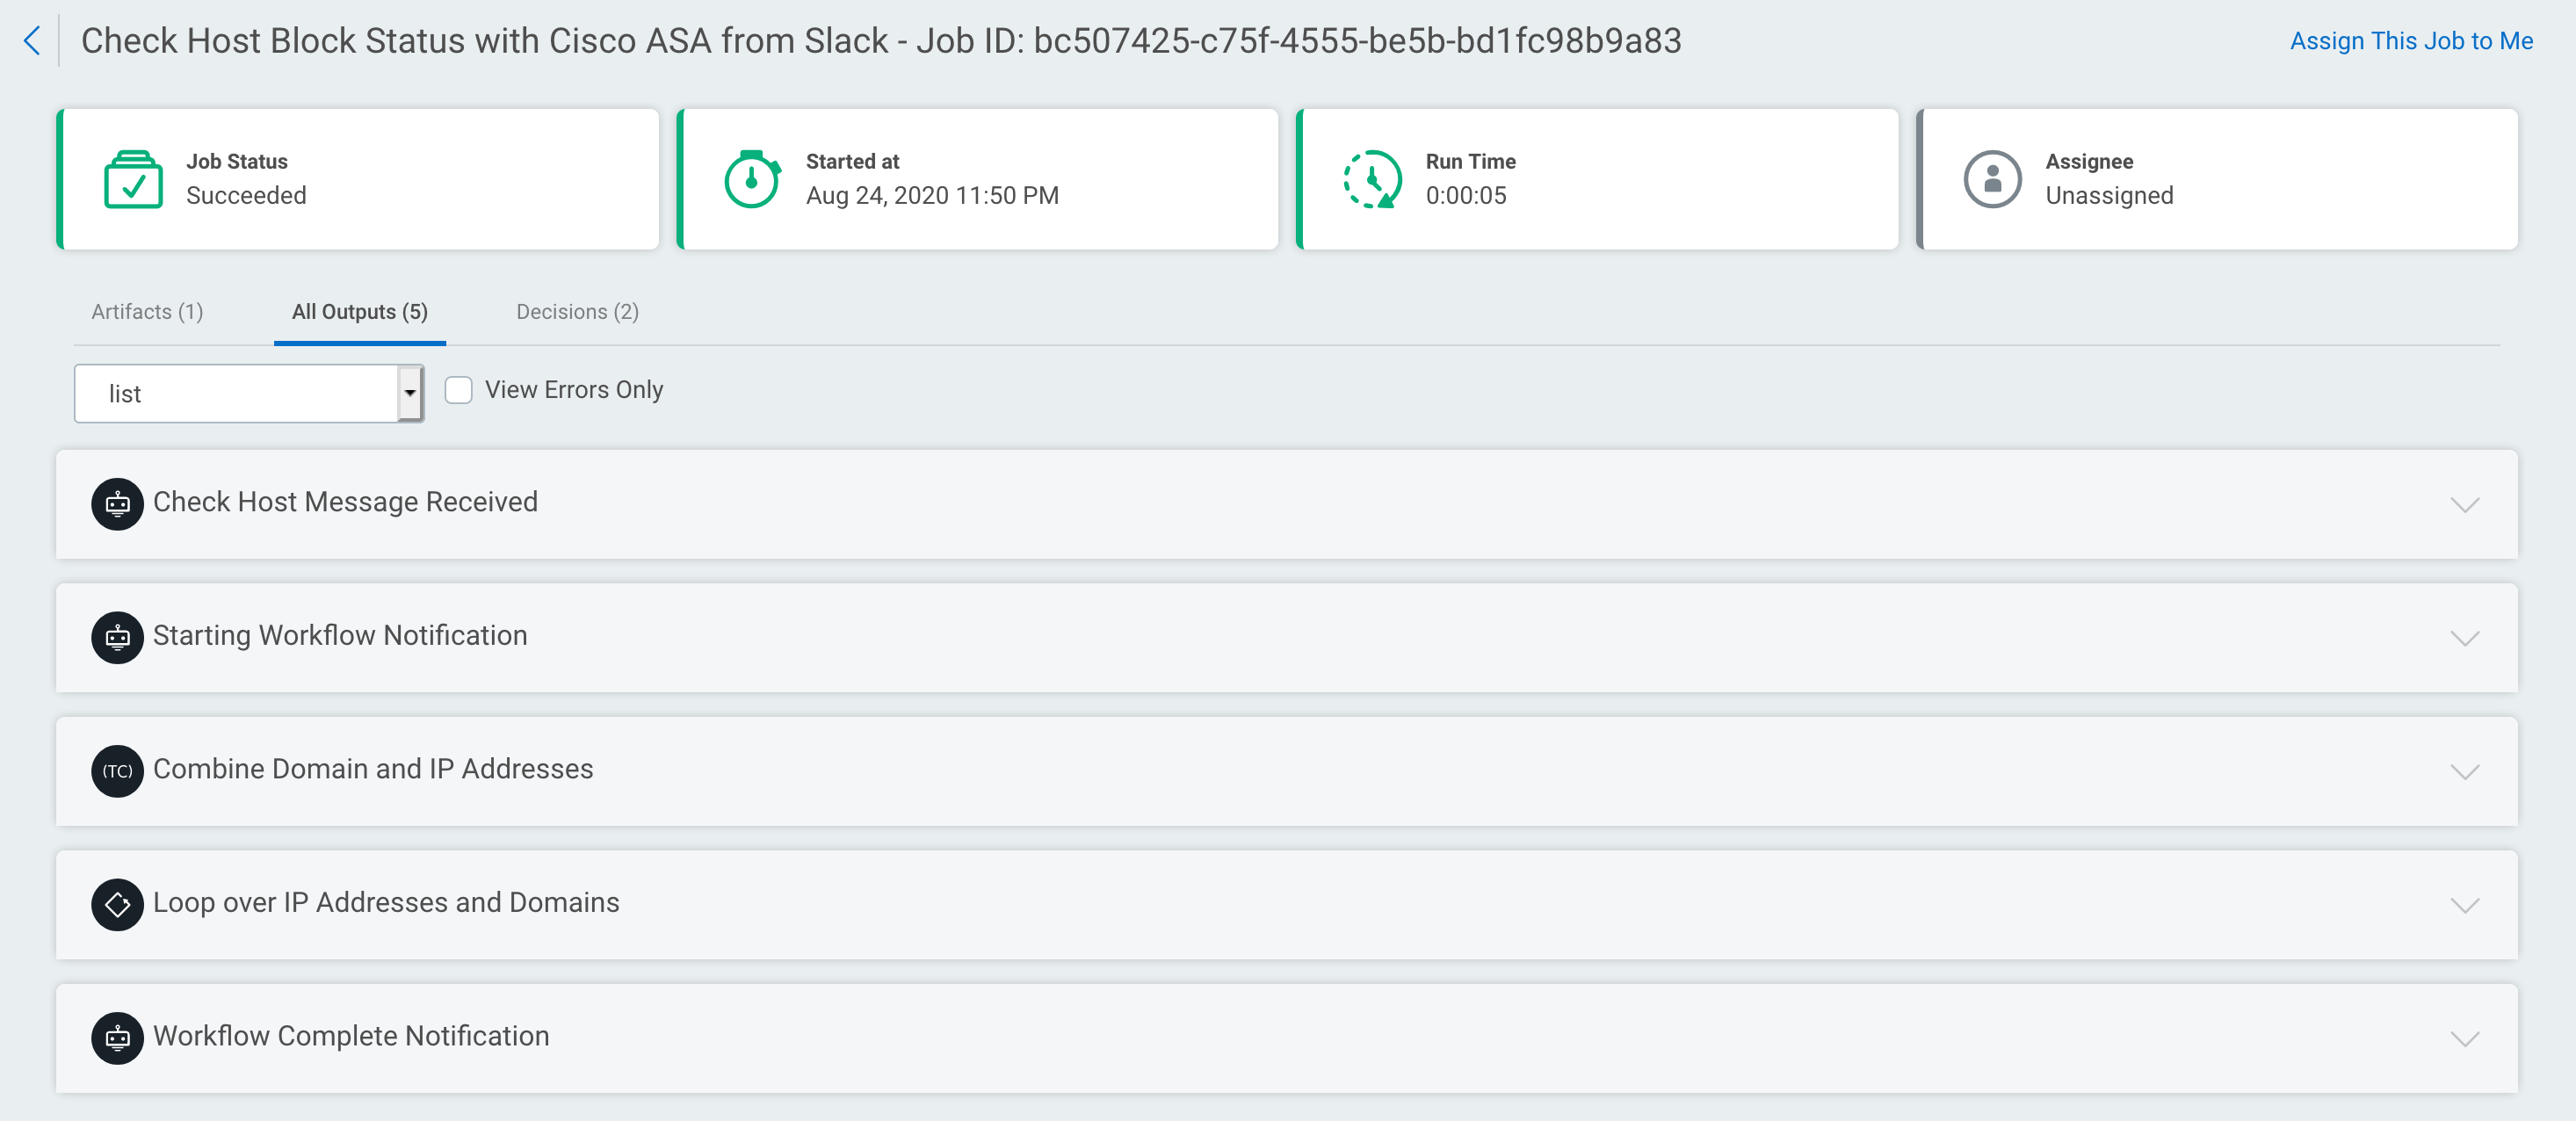 Check Host Block Status with Cisco ASA from Slack - Job ID: bc507425-c75f-4555-be5b-bd1fc98b9a83
Assign This Job to Me
Job Status
Succeeded
Started at
Aug 24, 2020 11:50 PM
Run Time
0:00:05
Assignee
Unassigned
Artifacts (1)
All Outputs (5)
Decisions (2)
list
View Errors Only
Check Host Message Received
Starting Workflow Notification
(TC) Combine Domain and IP Addresses
Loop over IP Addresses and Domains
Workflow Complete Notification